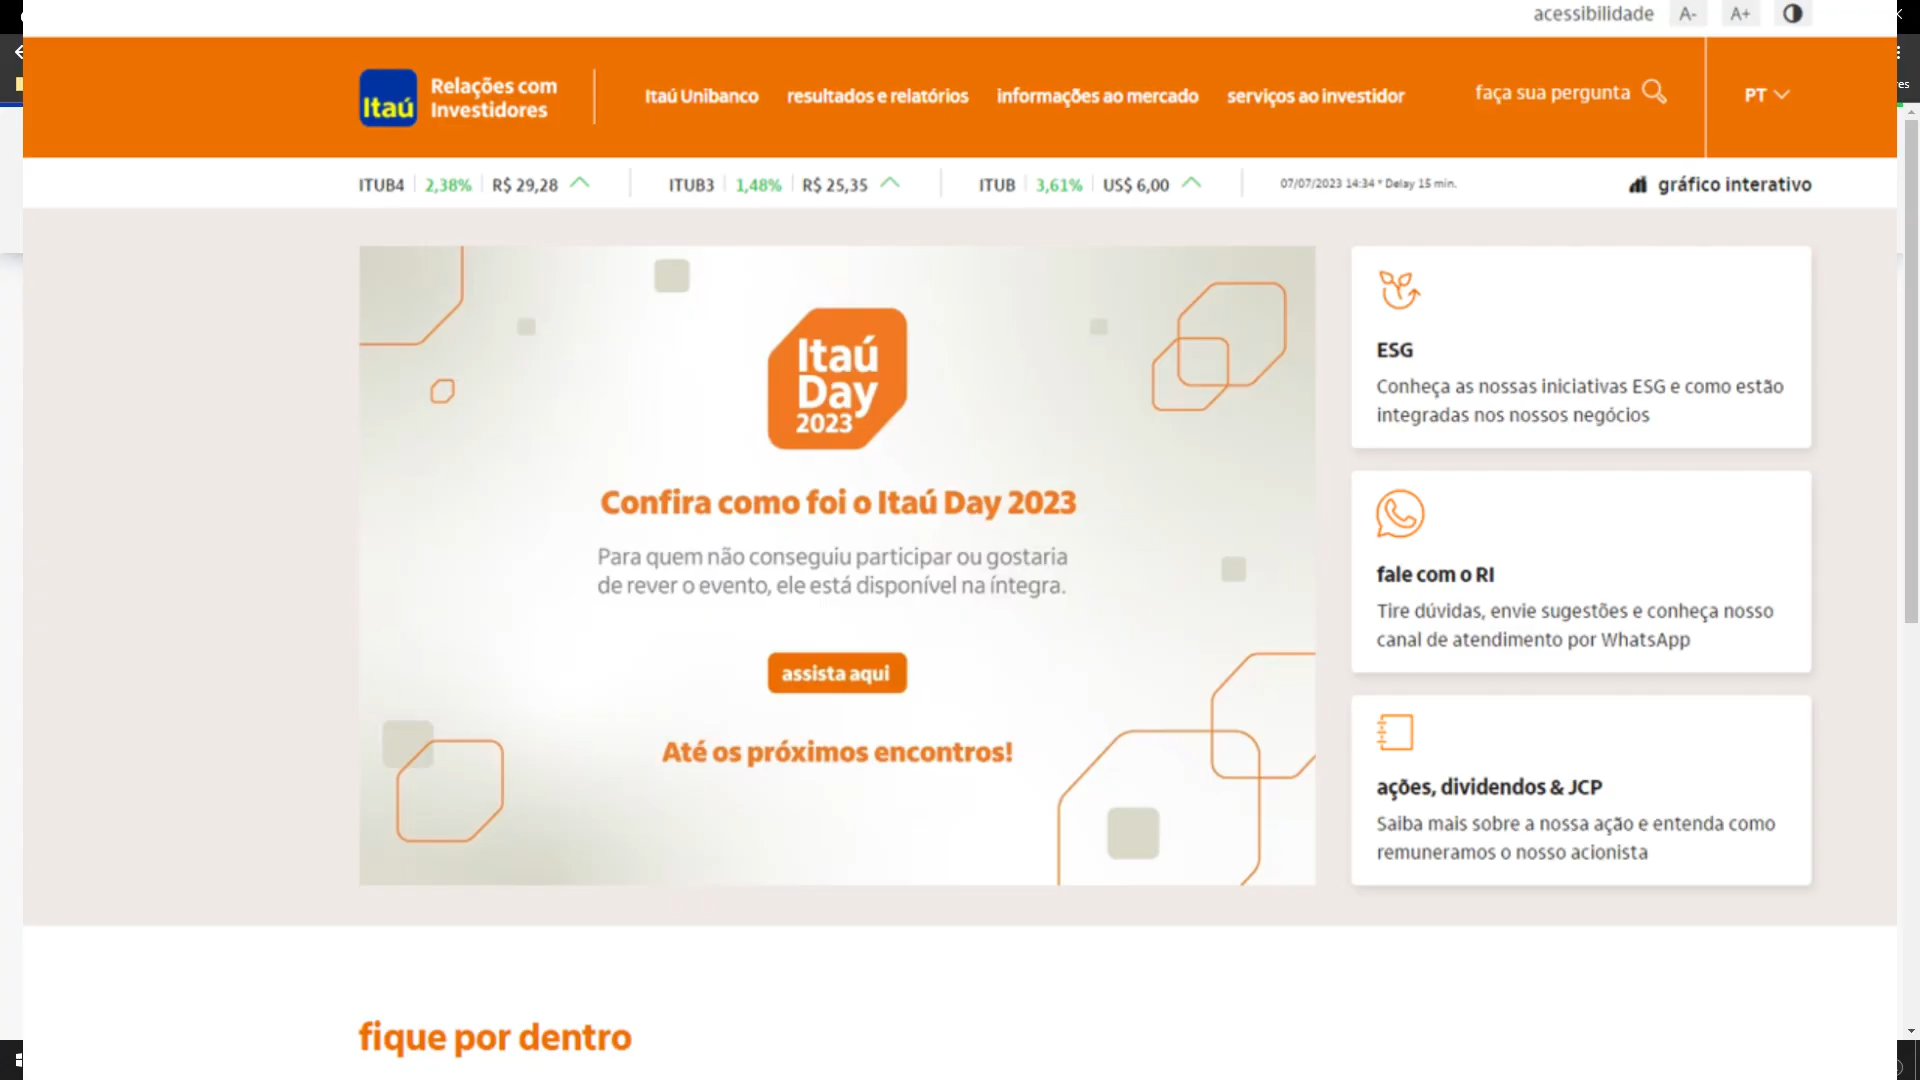 acessibilidade A- A+
Itaú Relações com Investidores
Itaú Unibanco resultados e relatórios informações ao mercado serviços ao investidor faça sua pergunta PT
ITUB4 2,38% R$ 29,28 ITUB3 1,48% R$ 25,35 ITUB 3,61% US$ 6,00 07/07/2023 14:34 * Delay 15 min. gráfico interativo
Itaú
Day
2023
Confira como foi o Itaú Day 2023
Para quem não conseguiu participar ou gostaria
de rever o evento, ele está disponível na íntegra.
assista aqui
Até os próximos encontros!
ESG
Conheça as nossas iniciativas ESG e como estão
integradas nos nossos negócios
fale com o RI
Tire dúvidas, envie sugestões e conheça nosso
canal de atendimento por WhatsApp
ações, dividendos & JCP
Saiba mais sobre a nossa ação e entenda como
remuneramos o nosso acionista
fique por dentro